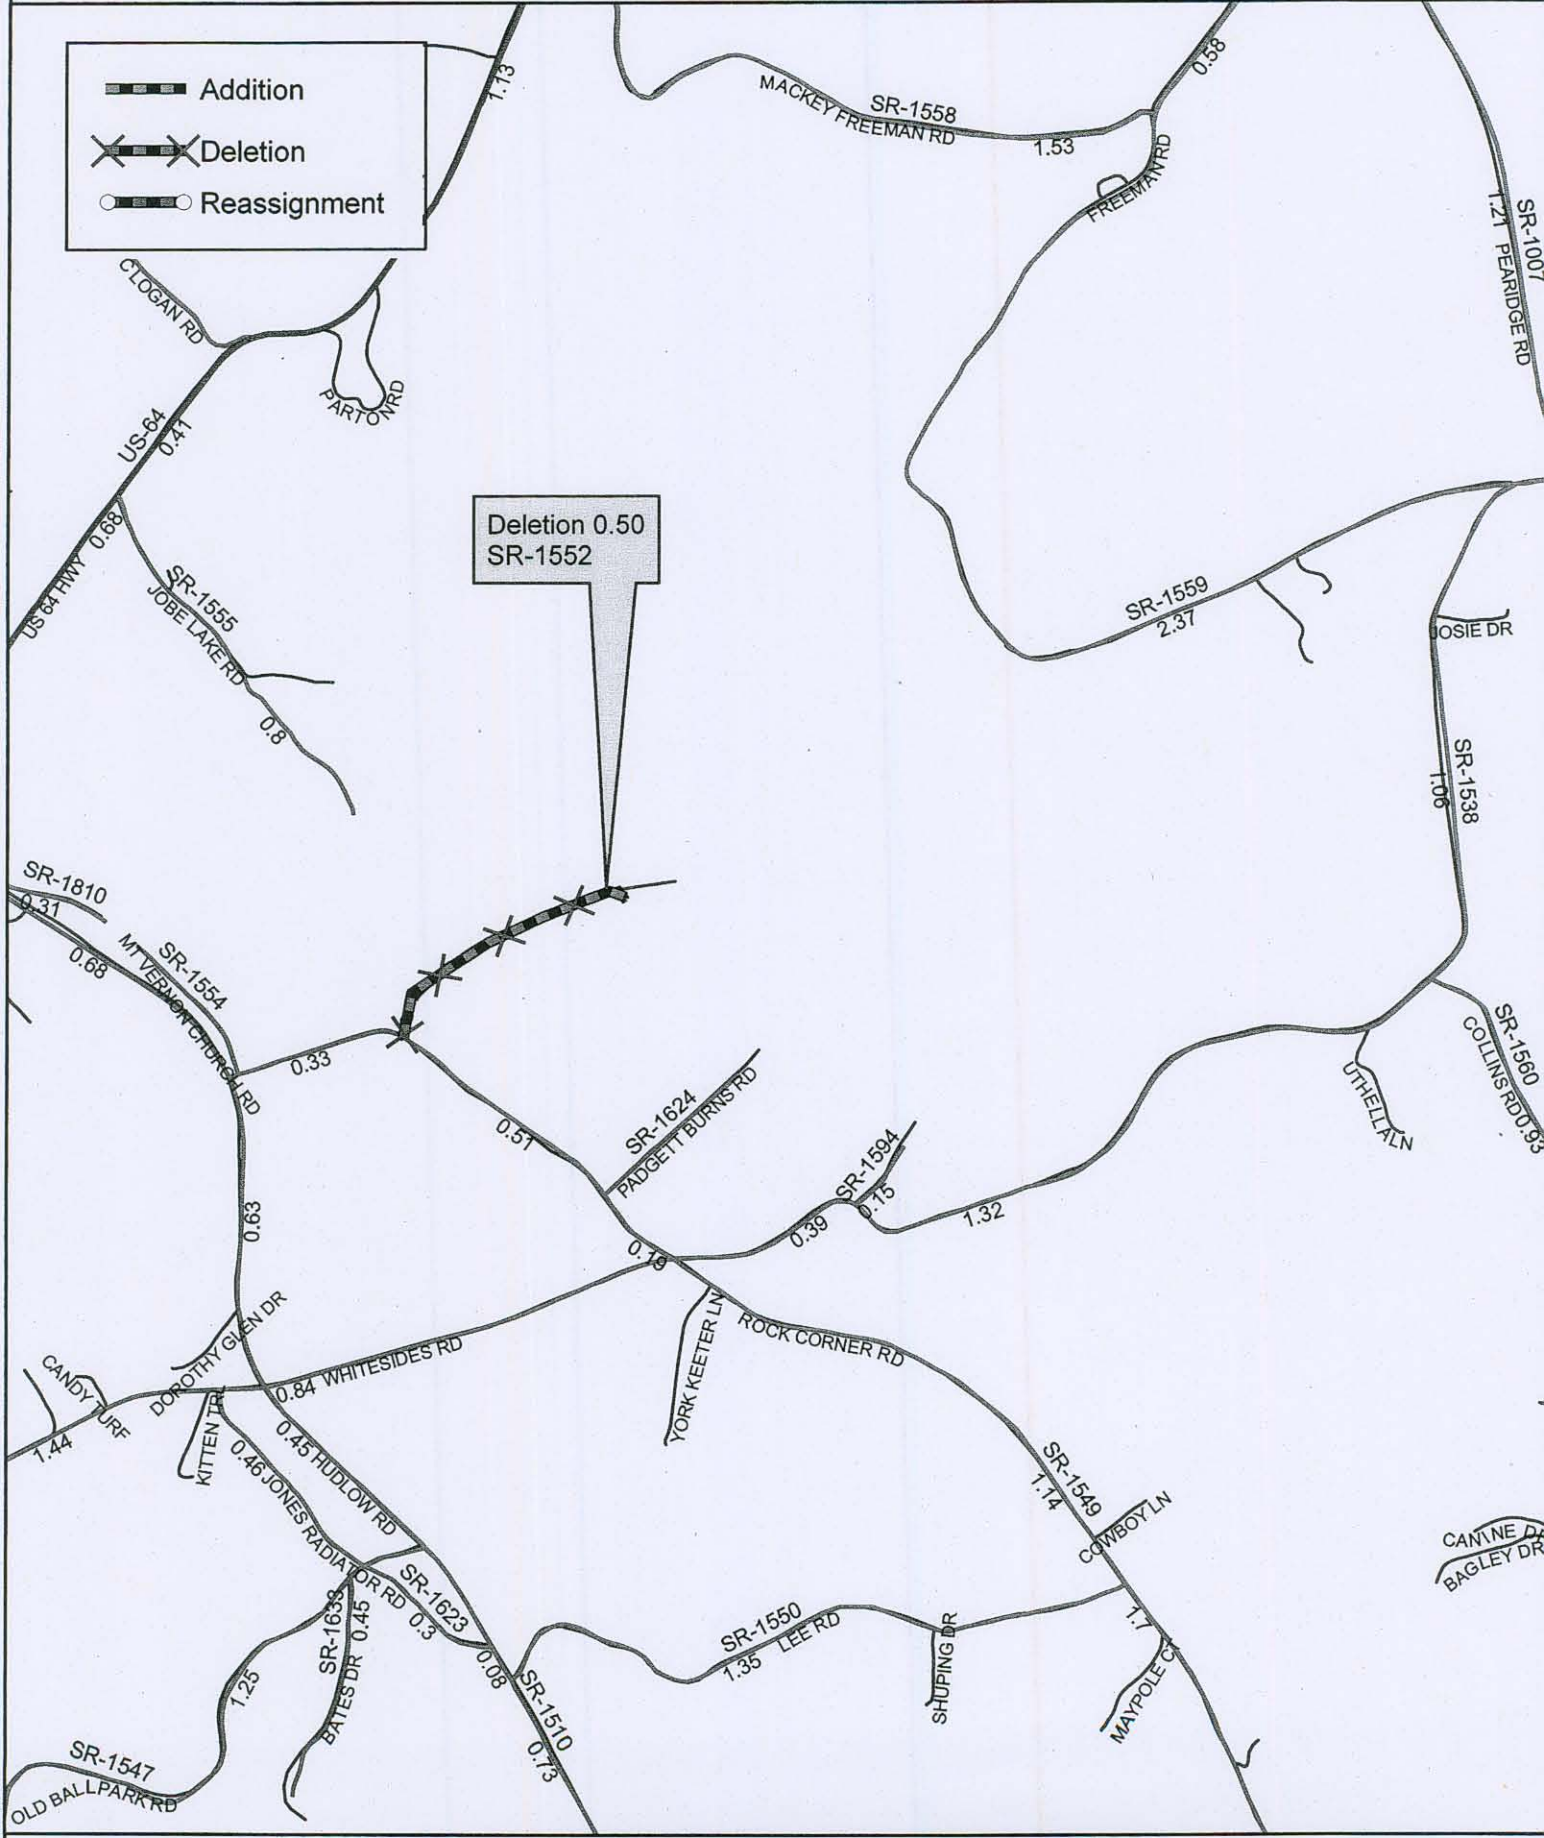 Addition
Deletion
Reassignment
1.13
MACKEY FREEMAN RD
SR-1558
1.53
0.58
FREEMAN RD
SR-1007
1.21
PEARIDGE RD
C LOGAN RD
PARTON RD
US-64
0.41
0.68
US 64 HWY
SR-1555
JOBE LAKE RD
0.8
Deletion 0.50
SR-1552
SR-1559
2.37
JOSIE DR
SR-1538
1.06
SR-1810
0.31
0.68
SR-1554
MT VERNON CHURCH RD
0.33
0.51
SR-1624
PADGETT BURNS RD
SR-1594
0.15
0.39
1.32
UTHELLA LN
SR-1560
COLLINS RD
0.93
0.63
0.19
DOROTHY GLEN DR
0.84
WHITESIDES RD
YORK KEETER LN
ROCK CORNER RD
CANDY TURF
1.44
KITTEN TRL
0.45
HUDLOW RD
0.46
JONES RADIATOR RD
SR-1549
1.14
COWBOY LN
CANINE D
BAGLEY DR
SR-1623
0.3
SR-1633
0.45
BATES DR
1.25
0.08
SR-1550
1.35
LEE RD
SHUPING DR
1.7
MAYPOLE C
SR-1510
0.73
SR-1547
OLD BALLPARK RD